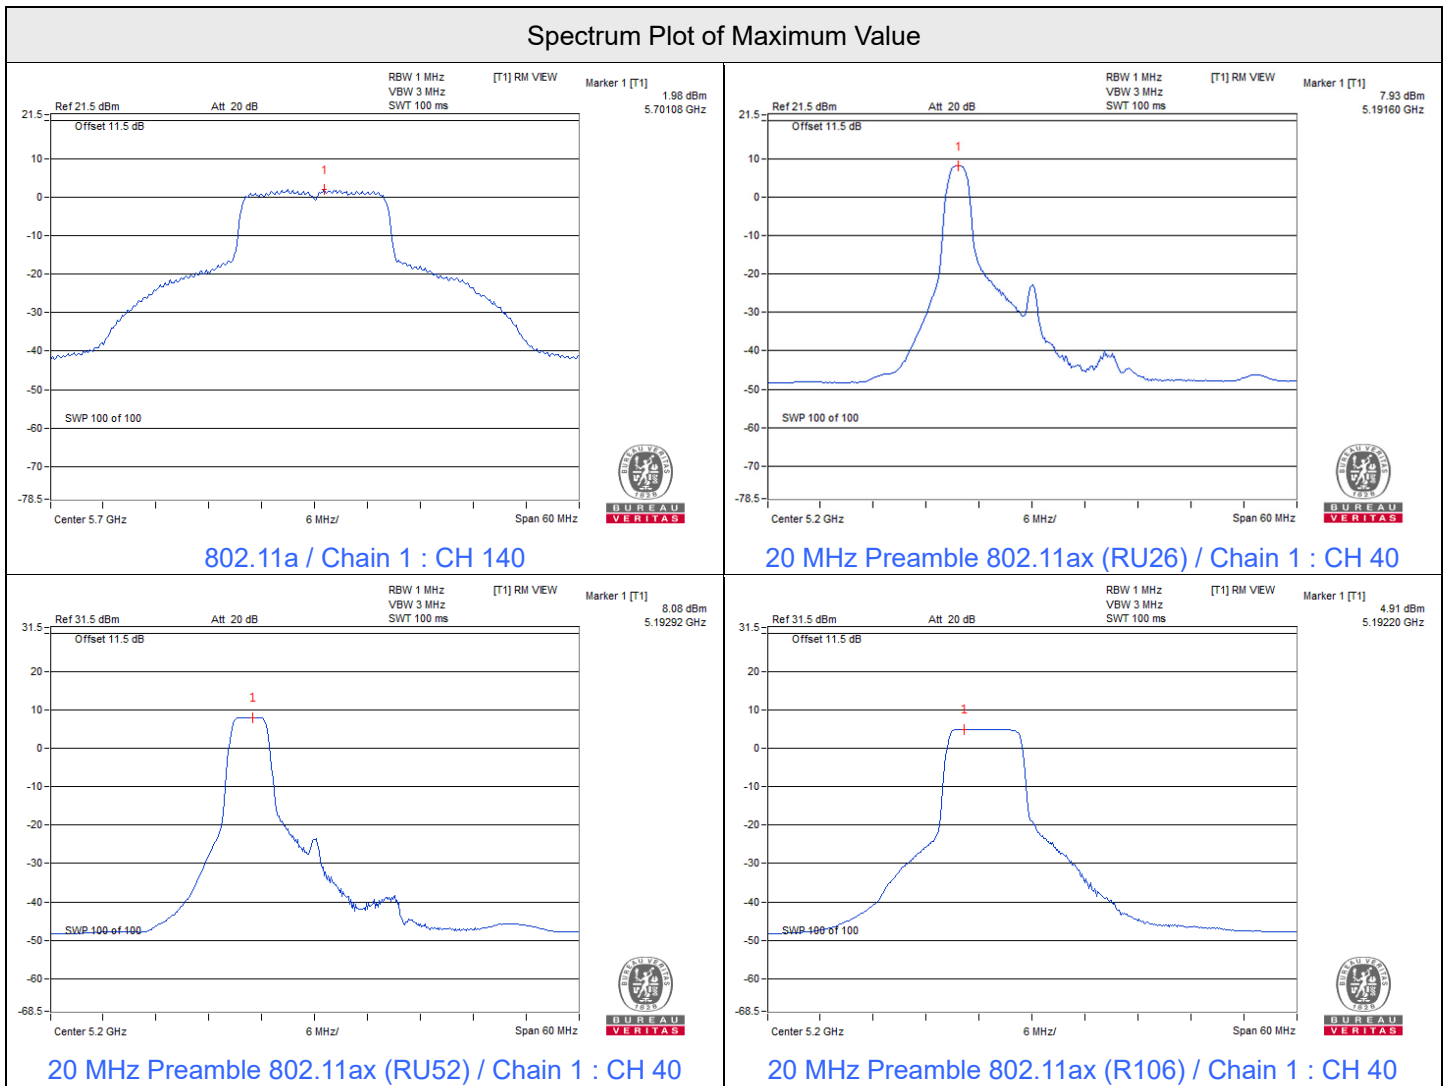 Spectrum Plot of Maximum Value
RBW 1 MHz [T1] RM VIEW
VBW 3 MHz
Ref 21.5 dBm Att 20 dB SWT 100 ms
Marker 1 [T1]
1.98 dBm
5.70108 GHz
21.5
Offset 11.5 dB
10
1
0
-10
-20
-30
-40
-50
SWP 100 of 100
-60
-70
-78.5
Center 5.7 GHz 6 MHz/ Span 60 MHz
BUREAU VERITAS
1828
BUREAU
VERITAS
802.11a / Chain 1 : CH 140
RBW 1 MHz [T1] RM VIEW
VBW 3 MHz
Ref 21.5 dBm Att 20 dB SWT 100 ms
Marker 1 [T1]
7.93 dBm
5.19160 GHz
21.5
Offset 11.5 dB
1
10
0
-10
-20
-30
-40
-50
SWP 100 of 100
-60
-70
-78.5
Center 5.2 GHz 6 MHz/ Span 60 MHz
BUREAU VERITAS
1828
BUREAU
VERITAS
20 MHz Preamble 802.11ax (RU26) / Chain 1 : CH 40
RBW 1 MHz [T1] RM VIEW
VBW 3 MHz
Ref 31.5 dBm Att 20 dB SWT 100 ms
Marker 1 [T1]
8.08 dBm
5.19292 GHz
31.5
Offset 11.5 dB
20
1
10
0
-10
-20
-30
-40
SWP 100 of 100
-50
-60
-68.5
Center 5.2 GHz 6 MHz/ Span 60 MHz
BUREAU VERITAS
1828
BUREAU
VERITAS
20 MHz Preamble 802.11ax (RU52) / Chain 1 : CH 40
RBW 1 MHz [T1] RM VIEW
VBW 3 MHz
Ref 31.5 dBm Att 20 dB SWT 100 ms
Marker 1 [T1]
4.91 dBm
5.19220 GHz
31.5
Offset 11.5 dB
20
10
1
0
-10
-20
-30
-40
SWP 100 of 100
-50
-60
-68.5
Center 5.2 GHz 6 MHz/ Span 60 MHz
BUREAU VERITAS
1828
BUREAU
VERITAS
20 MHz Preamble 802.11ax (R106) / Chain 1 : CH 40